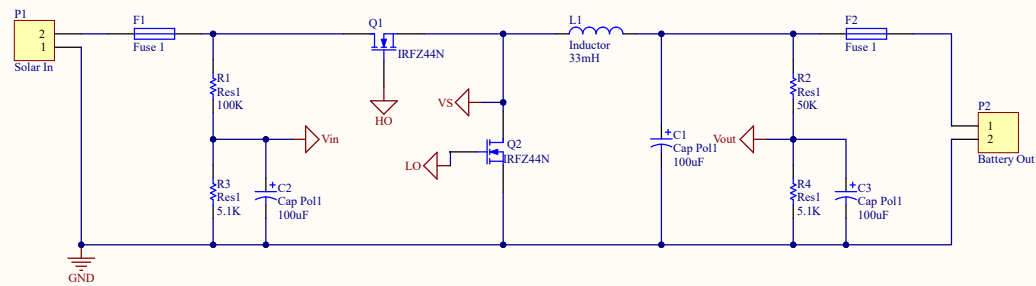 P1
2
1
Solar In
F1
Fuse 1
R1
Res1
100K
Vin
R3
Res1
5.1K
C2
Cap Pol1
100uF
GND
Q1
IRFZ44N
HO
VS
LO
Q2
IRFZ44N
L1
Inductor
33mH
C1
Cap Pol1
100uF
R2
Res1
50K
Vout
R4
Res1
5.1K
C3
Cap Pol1
100uF
F2
Fuse 1
P2
1
2
Battery Out